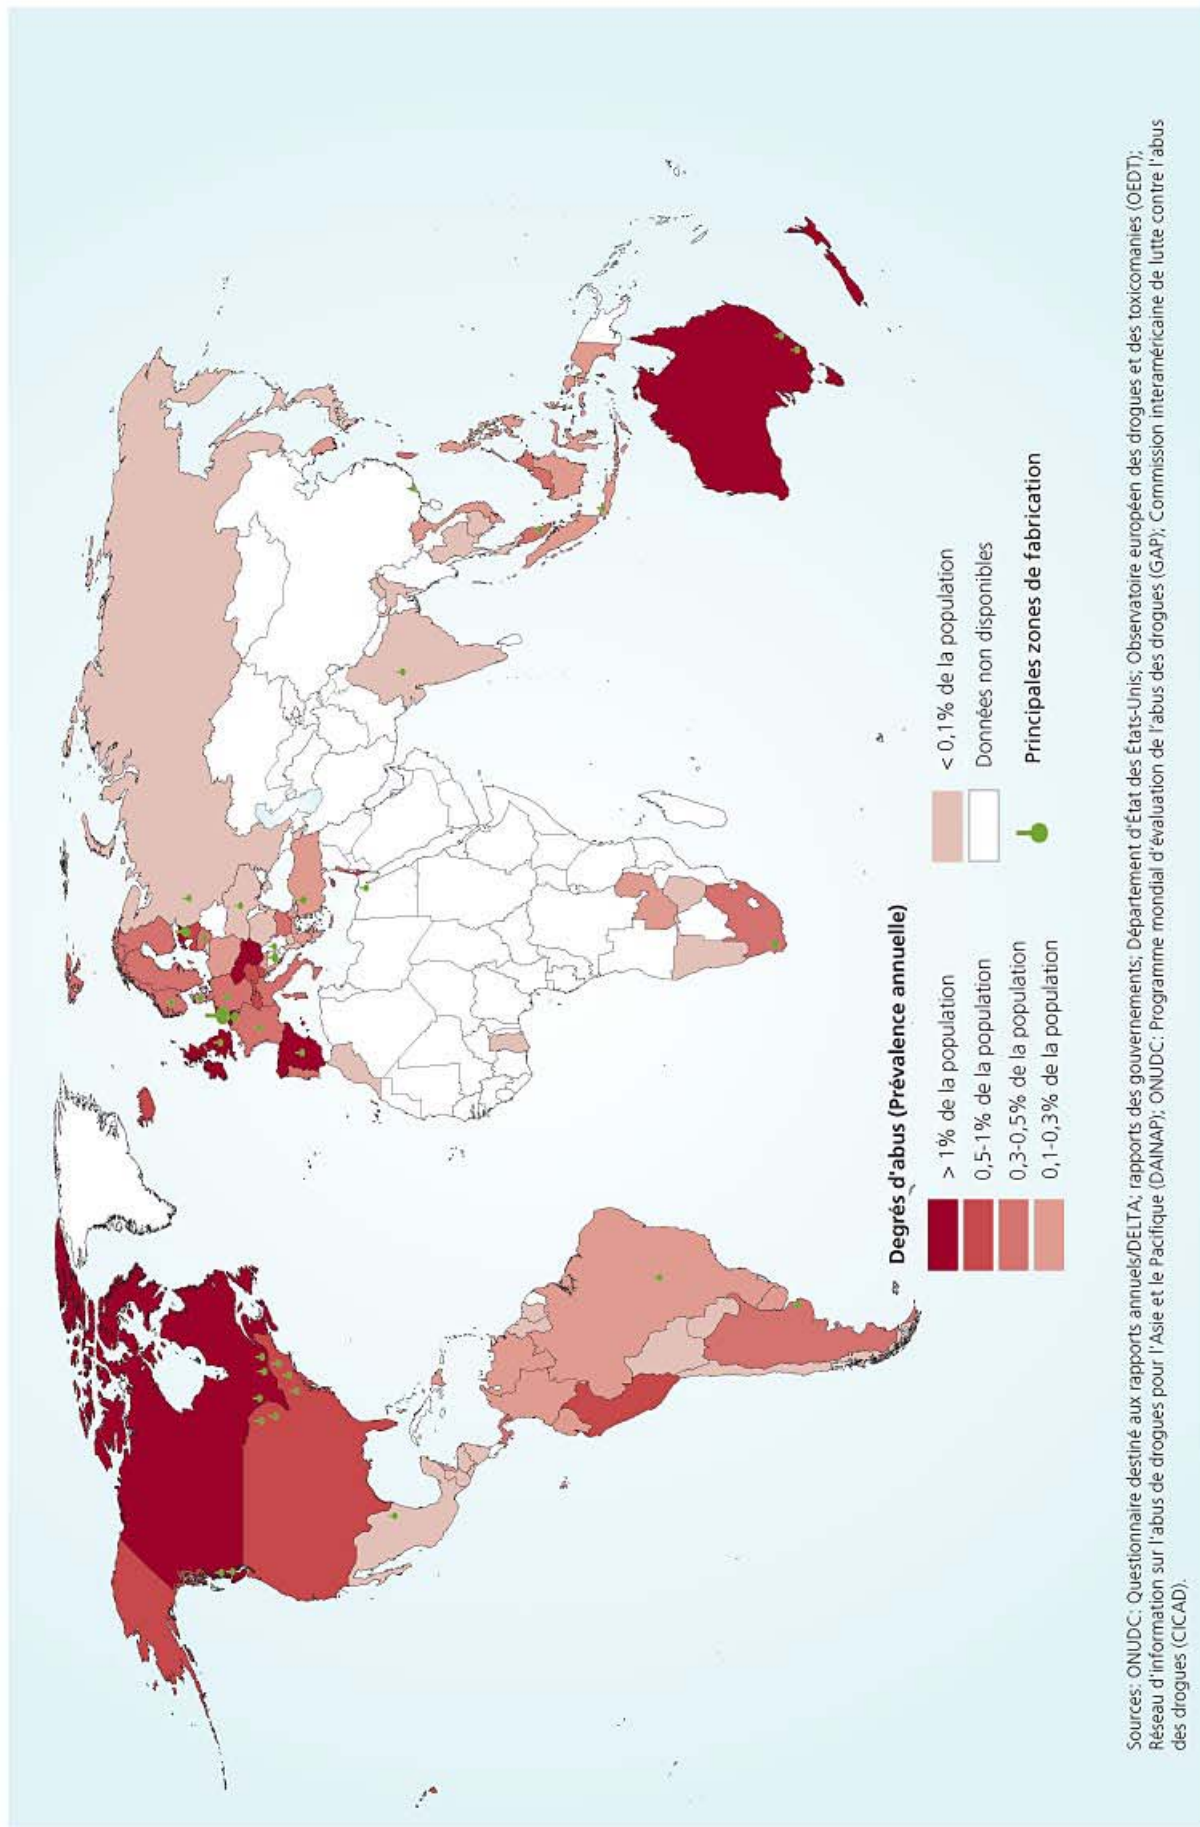 Degrés d'abus (Prévalence annuelle)
> 1% de la population
0,5-1% de la population
0,3-0,5% de la population
0,1-0,3% de la population
< 0,1% de la population
Données non disponibles
Principales zones de fabrication
Sources: ONUDC: Questionnaire destiné aux rapports annuels/DELTA; rapports des gouvernements; Département d'État des États-Unis; Observatoire européen des drogues et des toxicomanies (OEDT);
Réseau d'information sur l'abus de drogues pour l'Asie et le Pacifique (DAINAP); ONUDC: Programme mondial d'évaluation de l'abus des drogues (GAP); Commission interaméricaine de lutte contre l'abus
des drogues (CICAD).